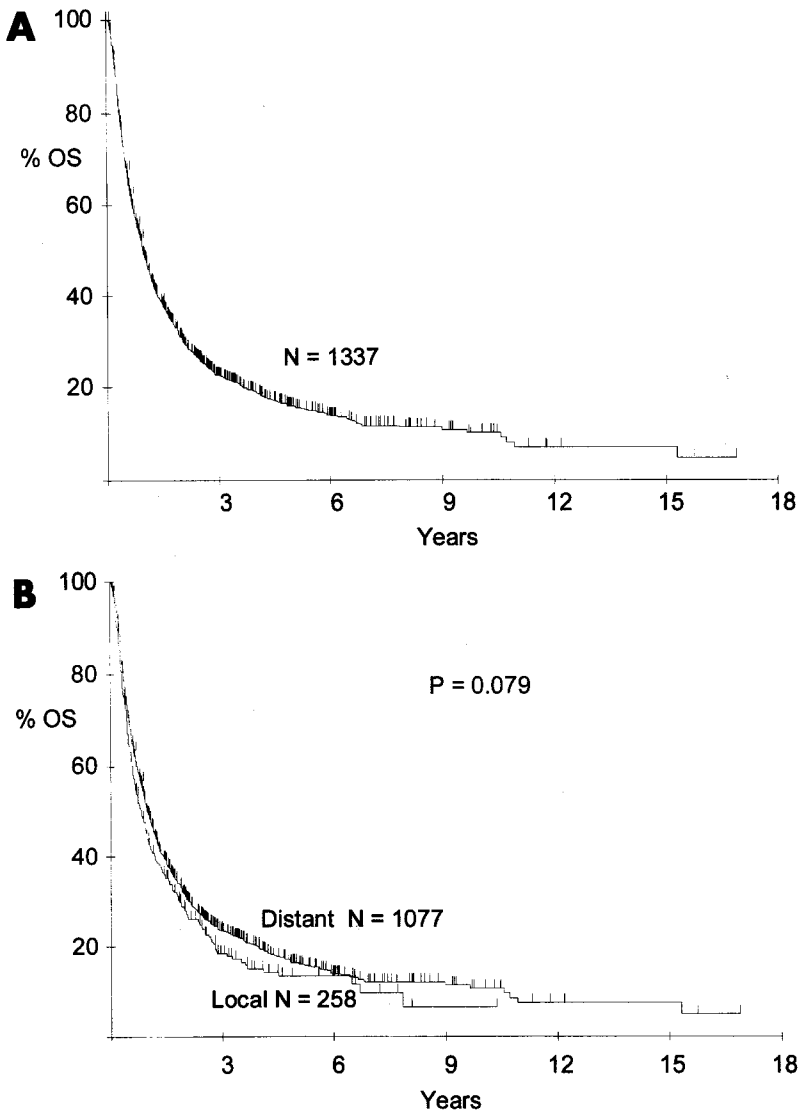 A
100
80
% OS
60
40
N = 1337
20
3 6 9 12 15 18
Years
B
100
80
P = 0.079
% OS
60
40
Distant N = 1077
20
Local N = 258
3 6 9 12 15 18
Years